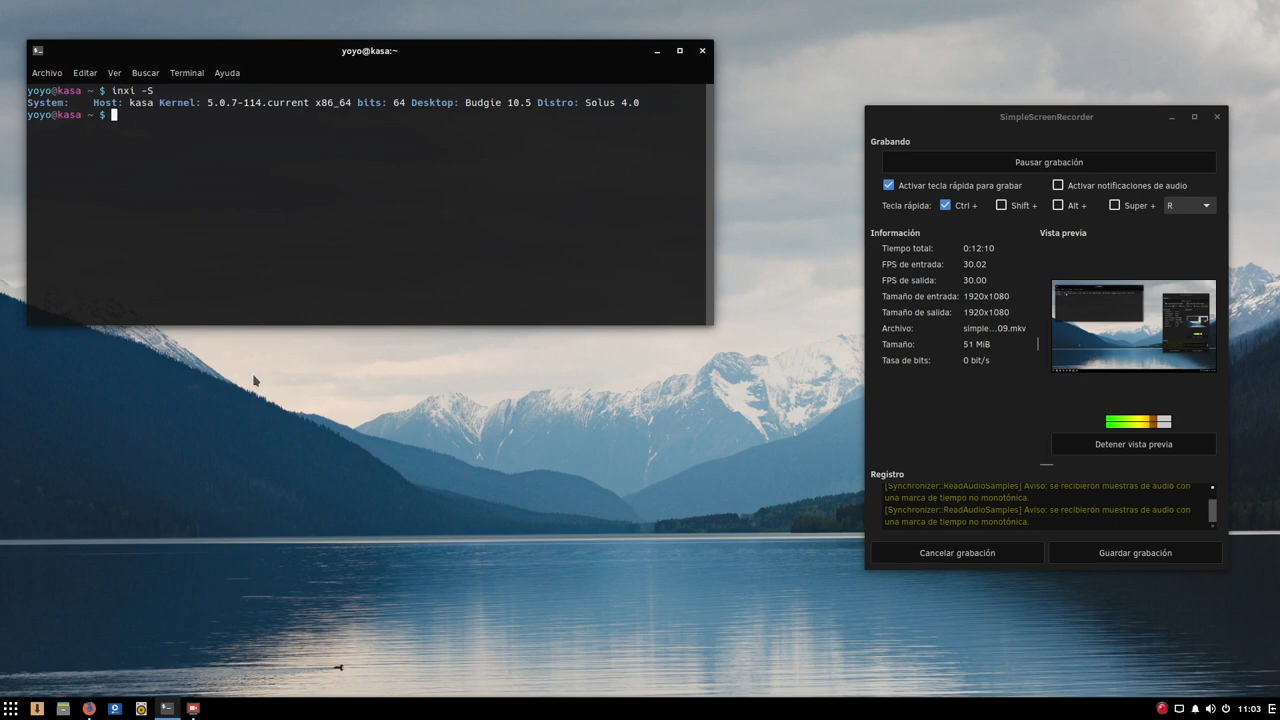 yoyo@kasa:~
Archivo Editar Ver Buscar Terminal Ayuda
yoyo@kasa ~ $ inxi -S
System:    Host: kasa Kernel: 5.0.7-114.current x86_64 bits: 64 Desktop: Budgie 10.5 Distro: Solus 4.0
yoyo@kasa ~ $
SimpleScreenRecorder
Grabando
Pausar grabación
Activar tecla rápida para grabar Activar notificaciones de audio
Tecla rápida: Ctrl + Shift + Alt + Super + R
Información Vista previa
Tiempo total: 0:12:10
FPS de entrada: 30.02
FPS de salida: 30.00
Tamaño de entrada: 1920x1080
Tamaño de salida: 1920x1080
Archivo: simple...09.mkv
Tamaño: 51 MiB
Tasa de bits: 0 bit/s
Detener vista previa
Registro
[Synchronizer::ReadAudioSamples] Aviso: se recibieron muestras de audio con
una marca de tiempo no monotónica.
[Synchronizer::ReadAudioSamples] Aviso: se recibieron muestras de audio con
una marca de tiempo no monotónica.
Cancelar grabación Guardar grabación
11:03